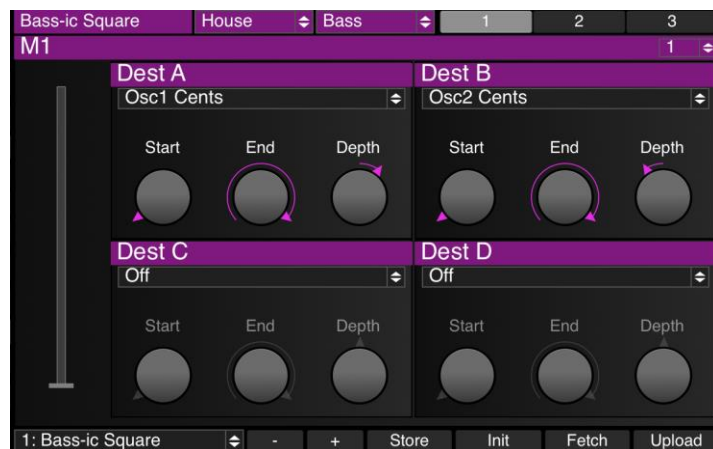 Bass-ic Square House Bass 1 2 3
M1 1
Dest A Dest B
Osc1 Cents Osc2 Cents
Start End Depth Start End Depth
Dest C Dest D
Off Off
Start End Depth Start End Depth
1: Bass-ic Square - + Store Init Fetch Upload